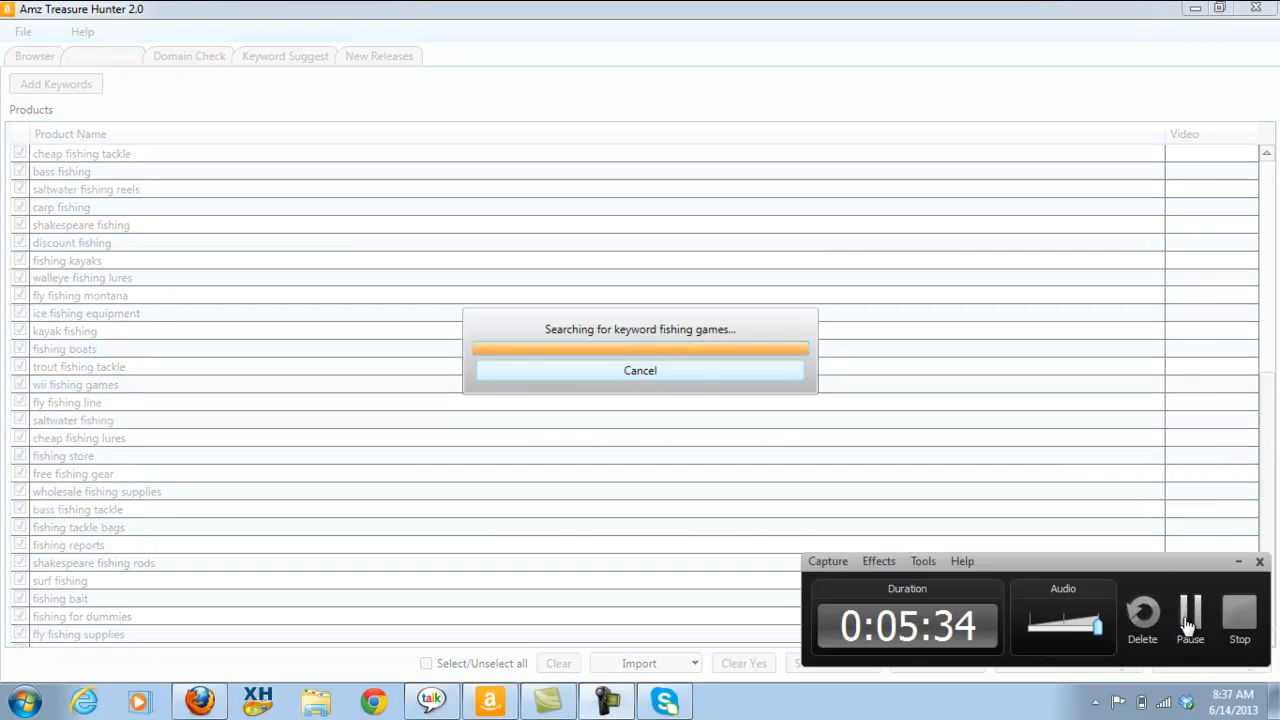 Amz Treasure Hunter 2.0
File Help
Browser Domain Check Keyword Suggest New Releases
Add Keywords
Products
Product Name Video
cheap fishing tackle
bass fishing
saltwater fishing reels
carp fishing
shakespeare fishing
discount fishing
fishing kayaks
walleye fishing lures
fly fishing montana
ice fishing equipment
kayak fishing
fishing boats
trout fishing tackle
wii fishing games
fly fishing line
saltwater fishing
cheap fishing lures
fishing store
free fishing gear
wholesale fishing supplies
bass fishing tackle
fishing tackle bags
fishing reports
shakespeare fishing rods
surf fishing
fishing bait
fishing for dummies
fly fishing supplies
Searching for keyword fishing games...
Cancel
Capture Effects Tools Help
Duration Audio
0:05:34
Delete Pause Stop
Select/Unselect all Clear Import Clear Yes
XH talk
8:37 AM
6/14/2013